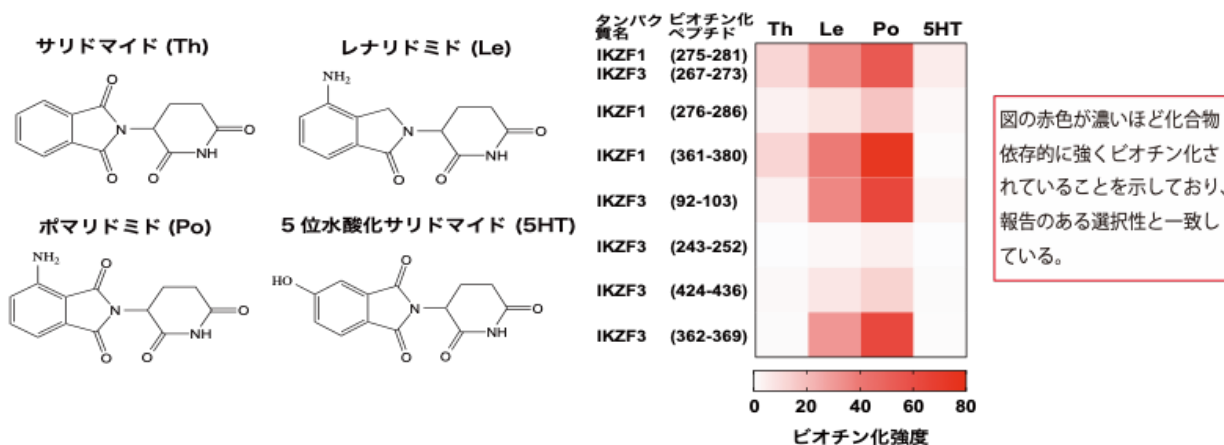 サリドマイド (Th)
レナリドミド (Le)
NH₂
O
N
O
O
NH
O
N
O
O
NH
O
ポマリドミド (Po)
5 位水酸化サリドマイド (5HT)
NH₂
O
N
O
O
NH
O
HO
O
N
O
O
NH
O
タンパク ビオチン化
質名 ペプチド
Th Le Po 5HT
IKZF1 (275-281)
IKZF3 (267-273)
IKZF1 (276-286)
IKZF1 (361-380)
IKZF3 (92-103)
IKZF3 (243-252)
IKZF3 (424-436)
IKZF3 (362-369)
0 20 40 60 80
ビオチン化強度
図の赤色が濃いほど化合物
依存的に強くビオチン化さ
れていることを示しており、
報告のある選択性と一致し
ている。